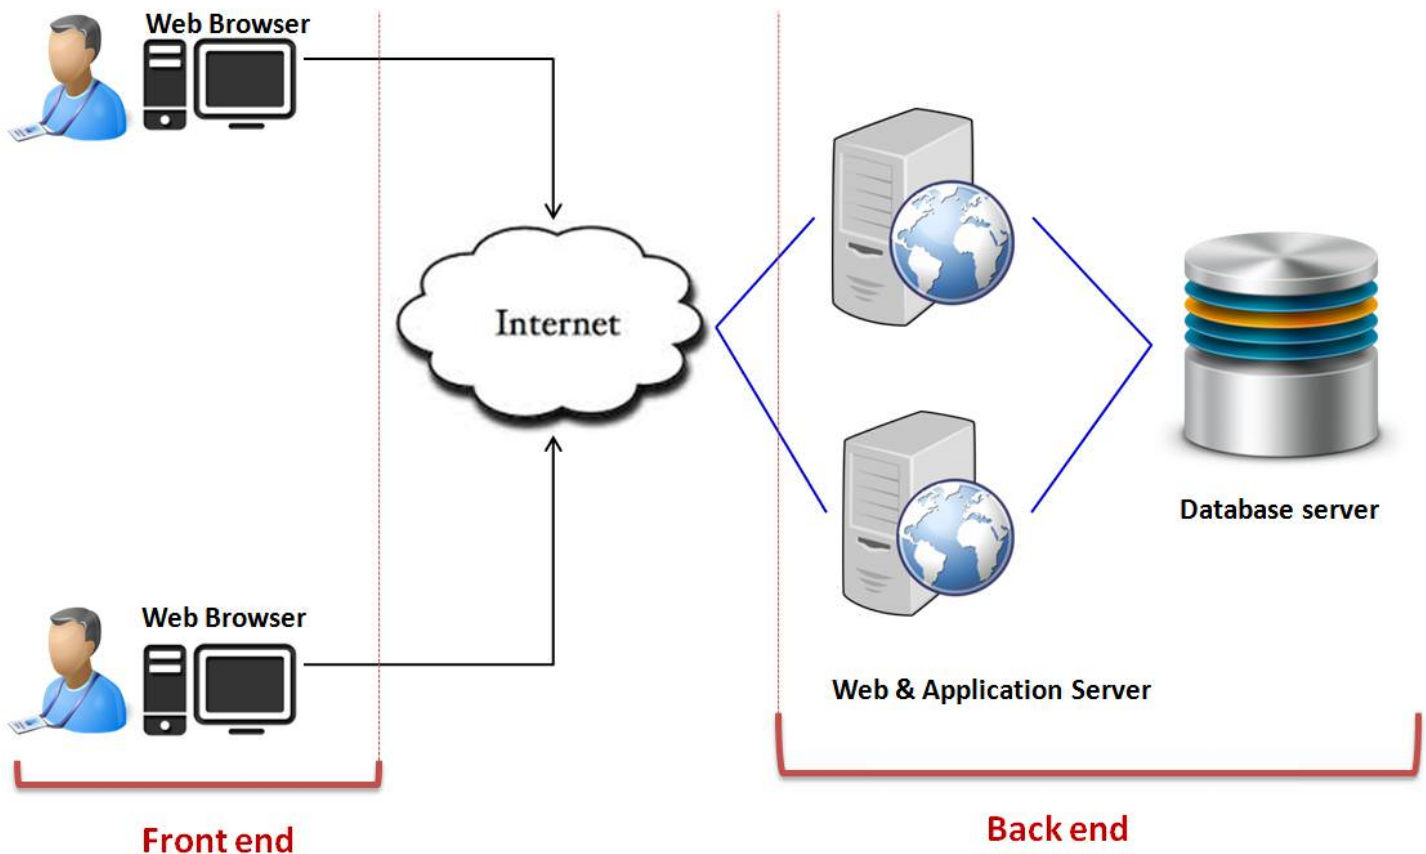 Web Browser
Internet
Database server
Web Browser
Web & Application Server
Front end
Back end